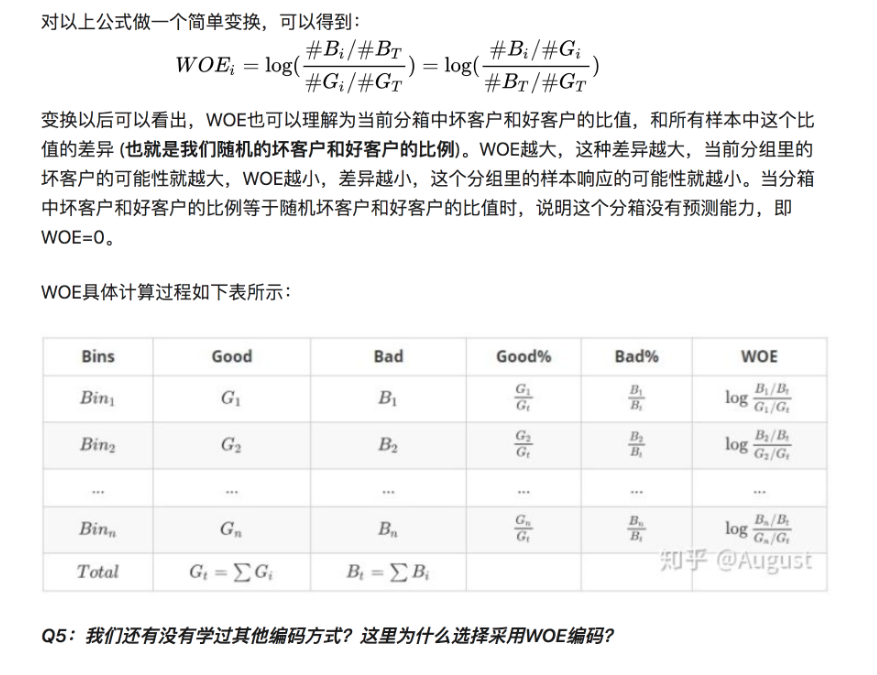 对以上公式做一个简单变换，可以得到：
WOE_i = log(\frac{#B_i/#B_T}{#G_i/#G_T}) = log(\frac{#B_i/#G_i}{#B_T/#G_T})
变换以后可以看出，WOE也可以理解为当前分箱中坏客户和好客户的比值，和所有样本中这个比
值的差异 (也就是我们随机的坏客户和好客户的比例)。WOE越大，这种差异越大，当前分组里的
坏客户的可能性就越大，WOE越小，差异越小，这个分组里的样本响应的可能性就越小。当分箱
中坏客户和好客户的比例等于随机坏客户和好客户的比值时，说明这个分箱没有预测能力，即
WOE=0。
WOE具体计算过程如下表所示：
Bins Good Bad Good% Bad% WOE
Bin_1 G_1 B_1 \frac{G_1}{G_t} \frac{B_1}{B_t} log \frac{B_1/B_t}{G_1/G_t}
Bin_2 G_2 B_2 \frac{G_2}{G_t} \frac{B_2}{B_t} log \frac{B_2/B_t}{G_2/G_t}
... ... ... ... ... ...
Bin_n G_n B_n \frac{G_n}{G_t} \frac{B_n}{B_t} log \frac{B_n/B_t}{G_n/G_t}
Total G_t = ∑ G_i B_t = ∑ B_i
知乎 @August
Q5：我们还有没有学过其他编码方式？这里为什么选择采用WOE编码？